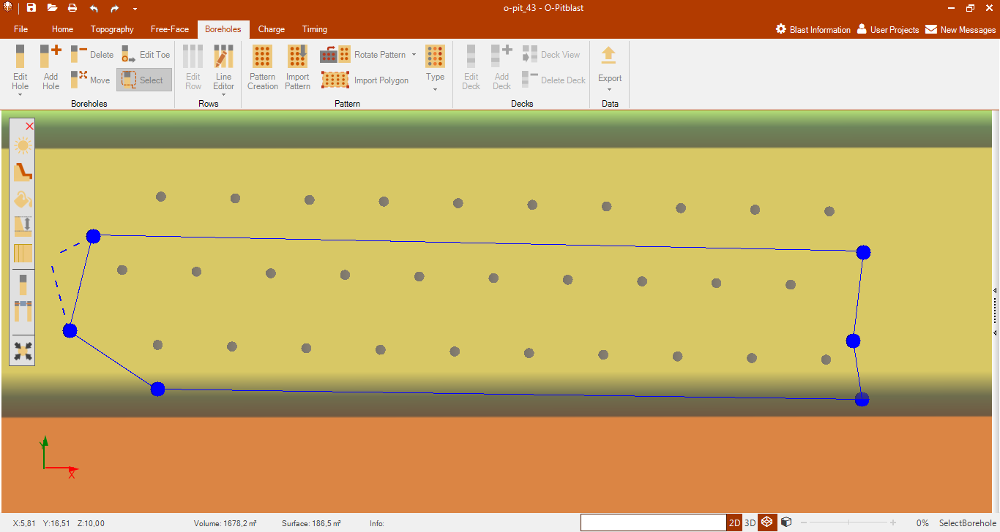 o-pit_43 - O-Pitblast
File Home Topography Free-Face Boreholes Charge Timing
Blast Information User Projects New Messages
Edit Hole
Add Hole
Delete
Move
Edit Toe
Select
Boreholes
Edit Row
Line Editor
Rows
Pattern Creation
Import Pattern
Rotate Pattern
Import Polygon
Type
Pattern
Edit Deck
Add Deck
Deck View
Delete Deck
Decks
Export
Data
Y
X
X:5,81 Y:16,51 Z:10,00 Volume: 1678,2 m³ Surface: 186,5 m² Info: 2D 3D 0% SelectBorehole